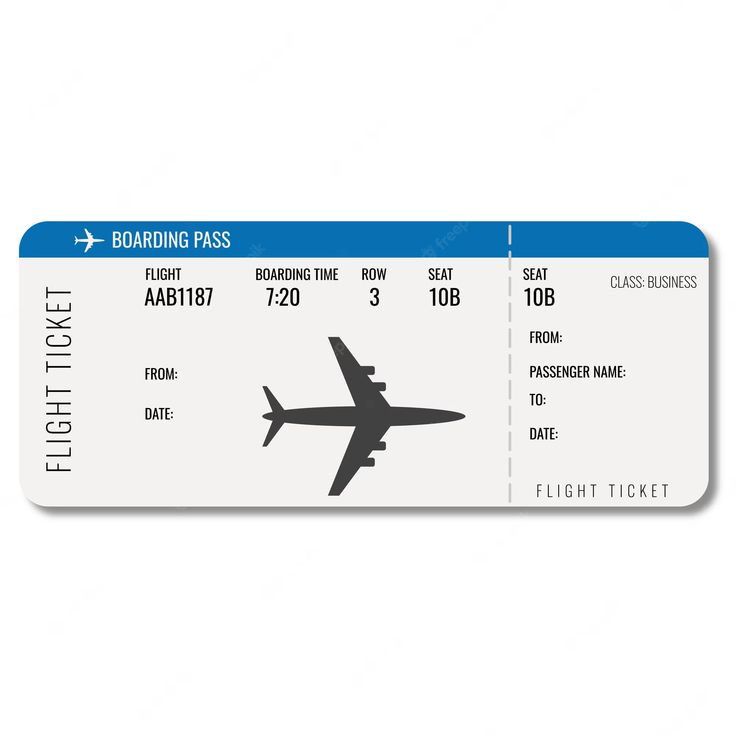 BOARDING PASS
FLIGHT TICKET
FLIGHT BOARDING TIME ROW SEAT
AAB1187 7:20 3 10B
FROM:
DATE:
SEAT
10B
CLASS: BUSINESS
FROM:
PASSENGER NAME:
TO:
DATE:
FLIGHT TICKET